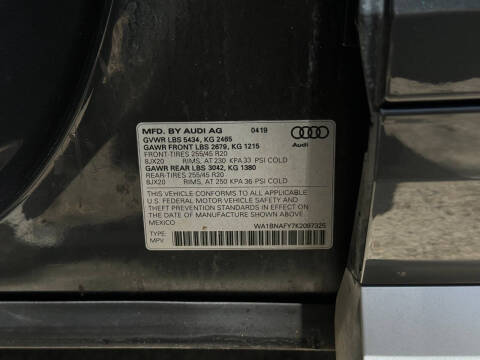 MFD. BY AUDI AG 0419
GVWR LBS 5434, KG 2465
GAWR FRONT LBS 2679, KG 1215
FRONT-TIRES 255/45 R20
8JX20 RIMS, AT 230 KPA 33 PSI COLD
GAWR REAR LBS 3042, KG 1380
REAR-TIRES 255/45 R20
8JX20 RIMS, AT 250 KPA 36 PSI COLD
Audi
THIS VEHICLE CONFORMS TO ALL APPLICABLE
U.S. FEDERAL MOTOR VEHICLE SAFETY AND
THEFT PREVENTION STANDARDS IN EFFECT
ON THE DATE OF MANUFACTURE SHOWN ABOVE.
MEXICO
WA1BNAFY7K2097325
TYPE:
MPV